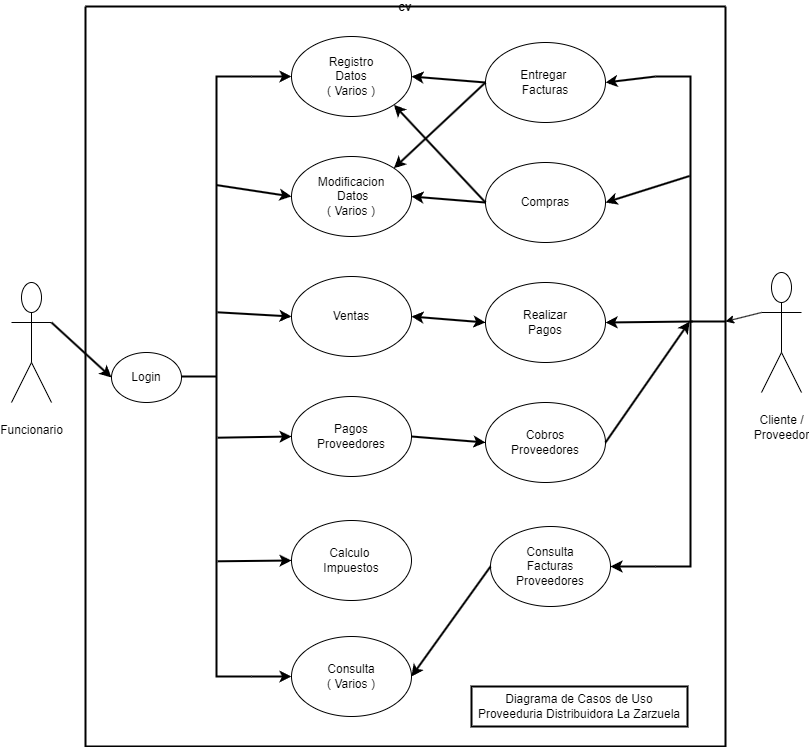 cv
Registro
Datos
( Varios )
Entregar
Facturas
Modificacion
Datos
( Varios )
Compras
Ventas
Realizar
Pagos
Login
Funcionario
Cliente /
Proveedor
Pagos
Proveedores
Cobros
Proveedores
Calculo
Impuestos
Consulta
Facturas
Proveedores
Consulta
( Varios )
Diagrama de Casos de Uso
Proveeduria Distribuidora La Zarzuela